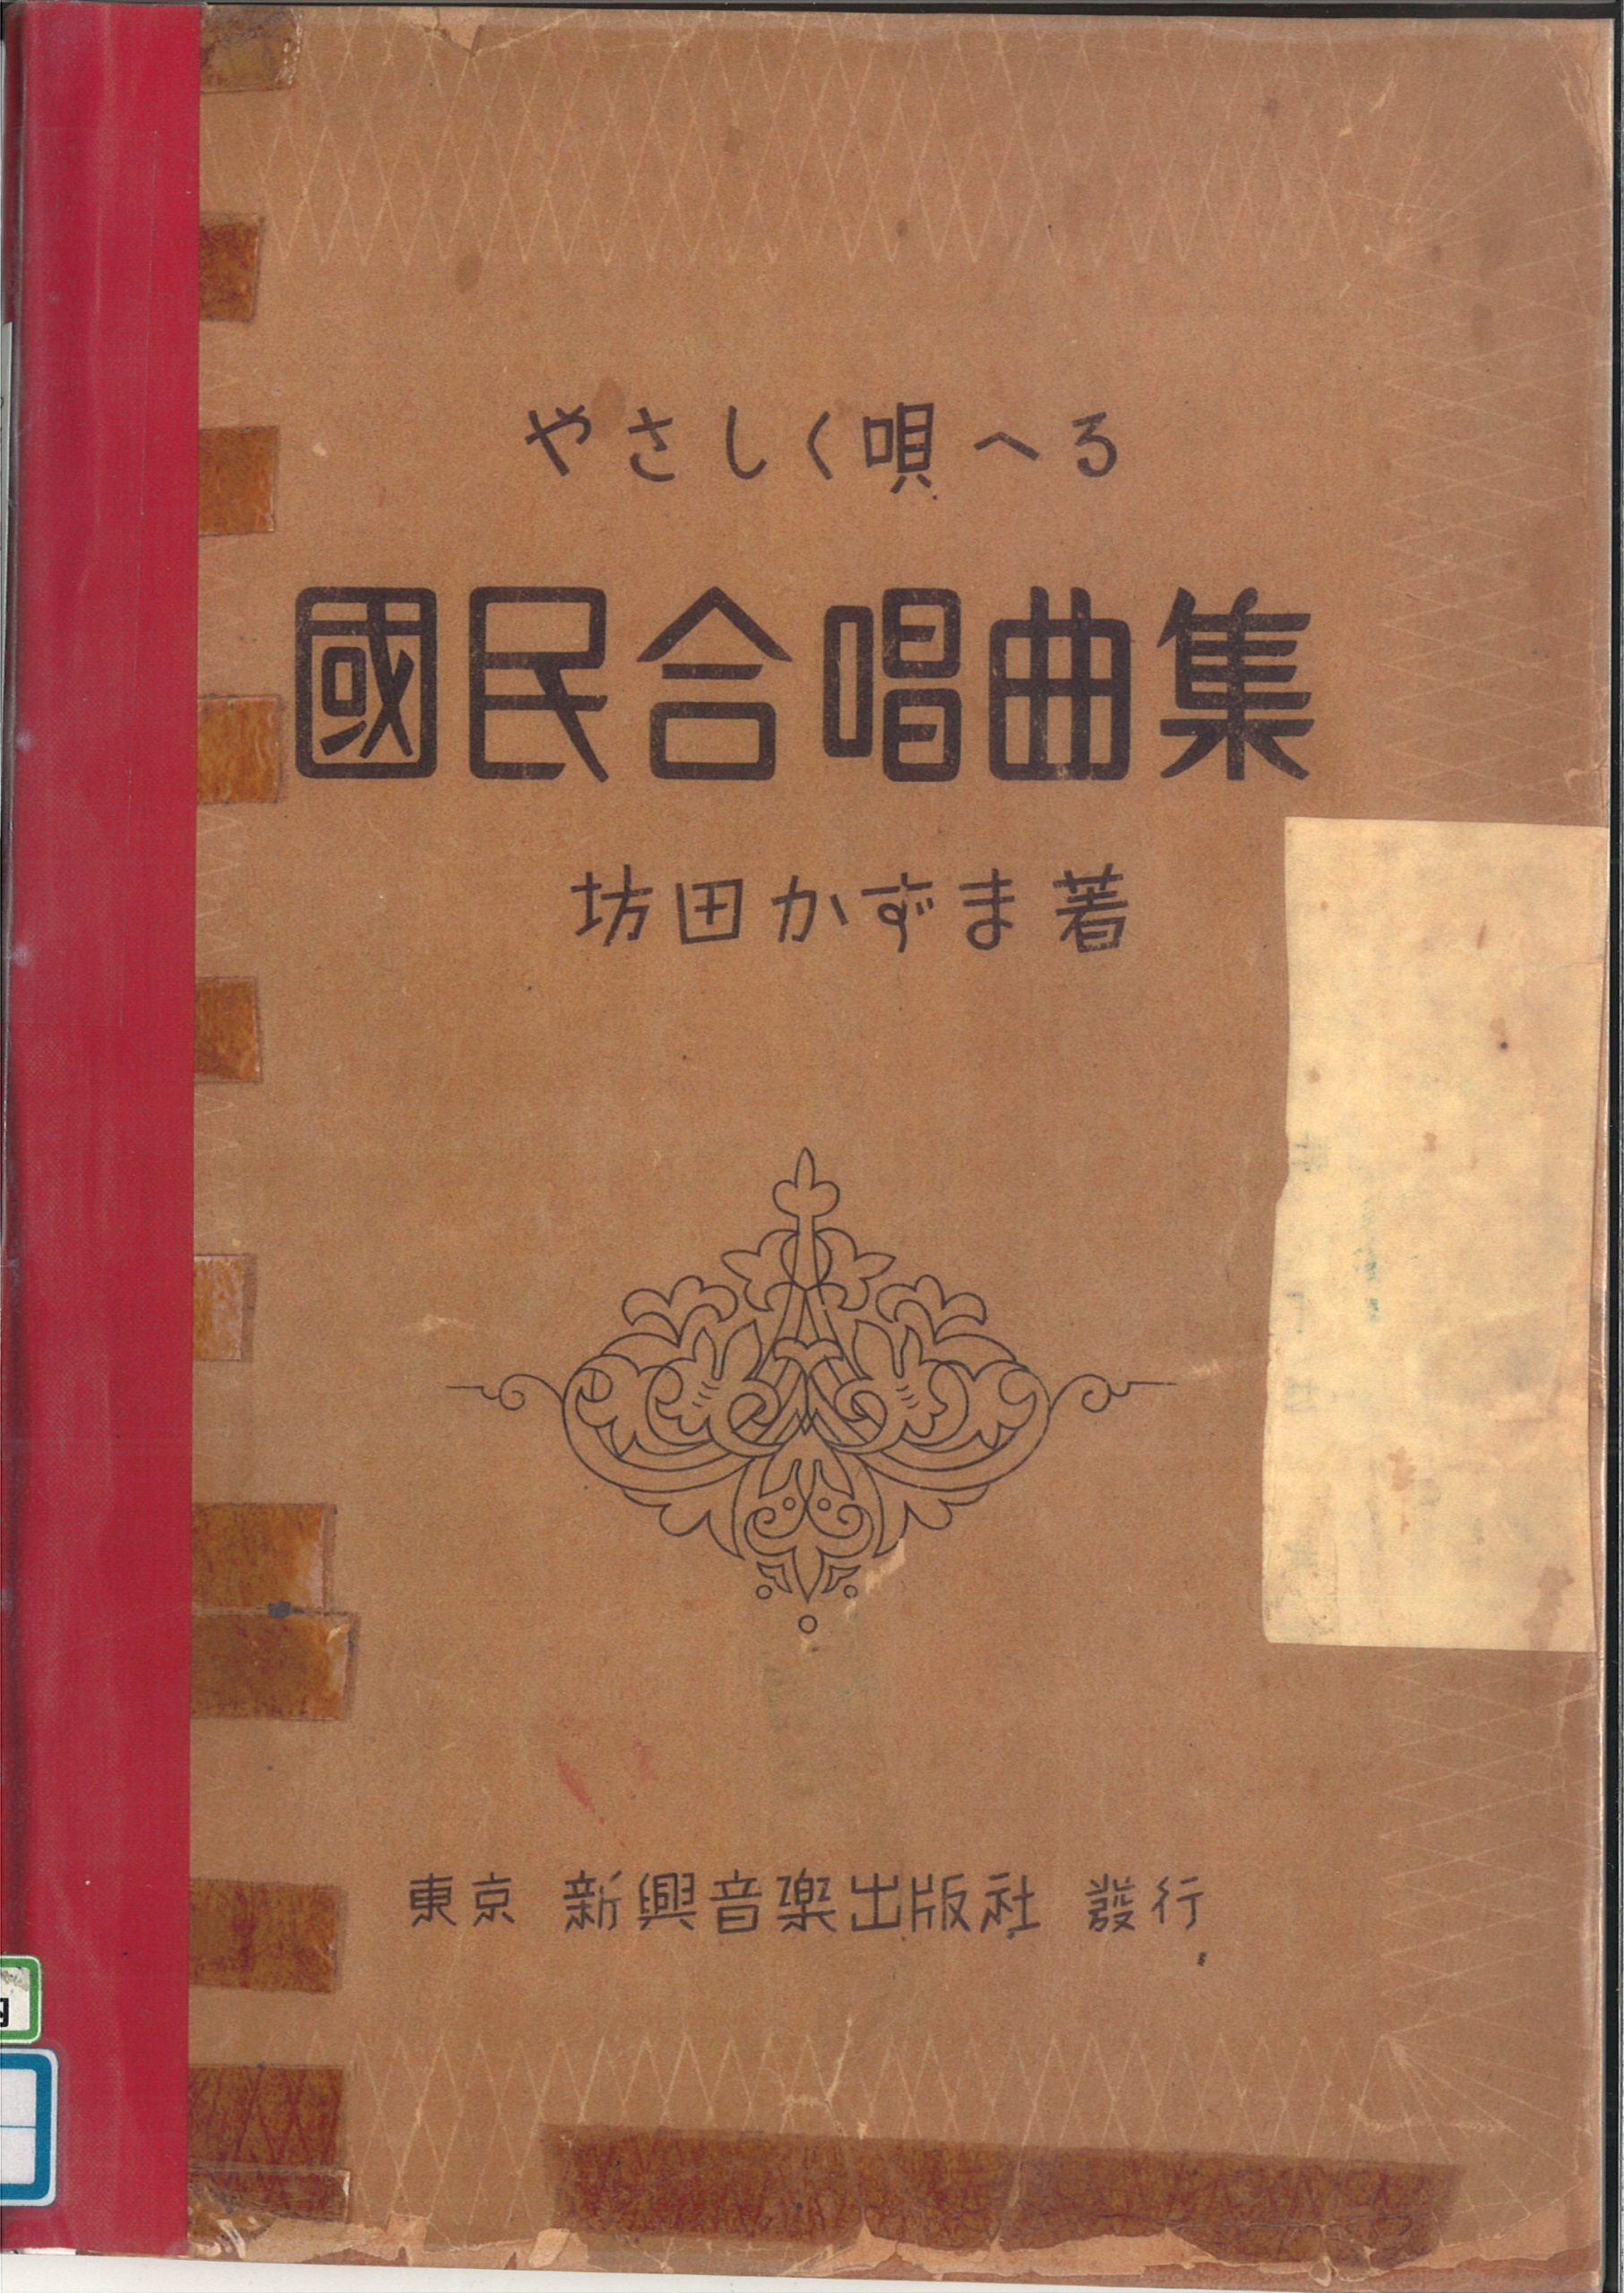 やさしく唄へる
國民合唱曲集
坊田かずま著
東京 新興音楽出版社 發行